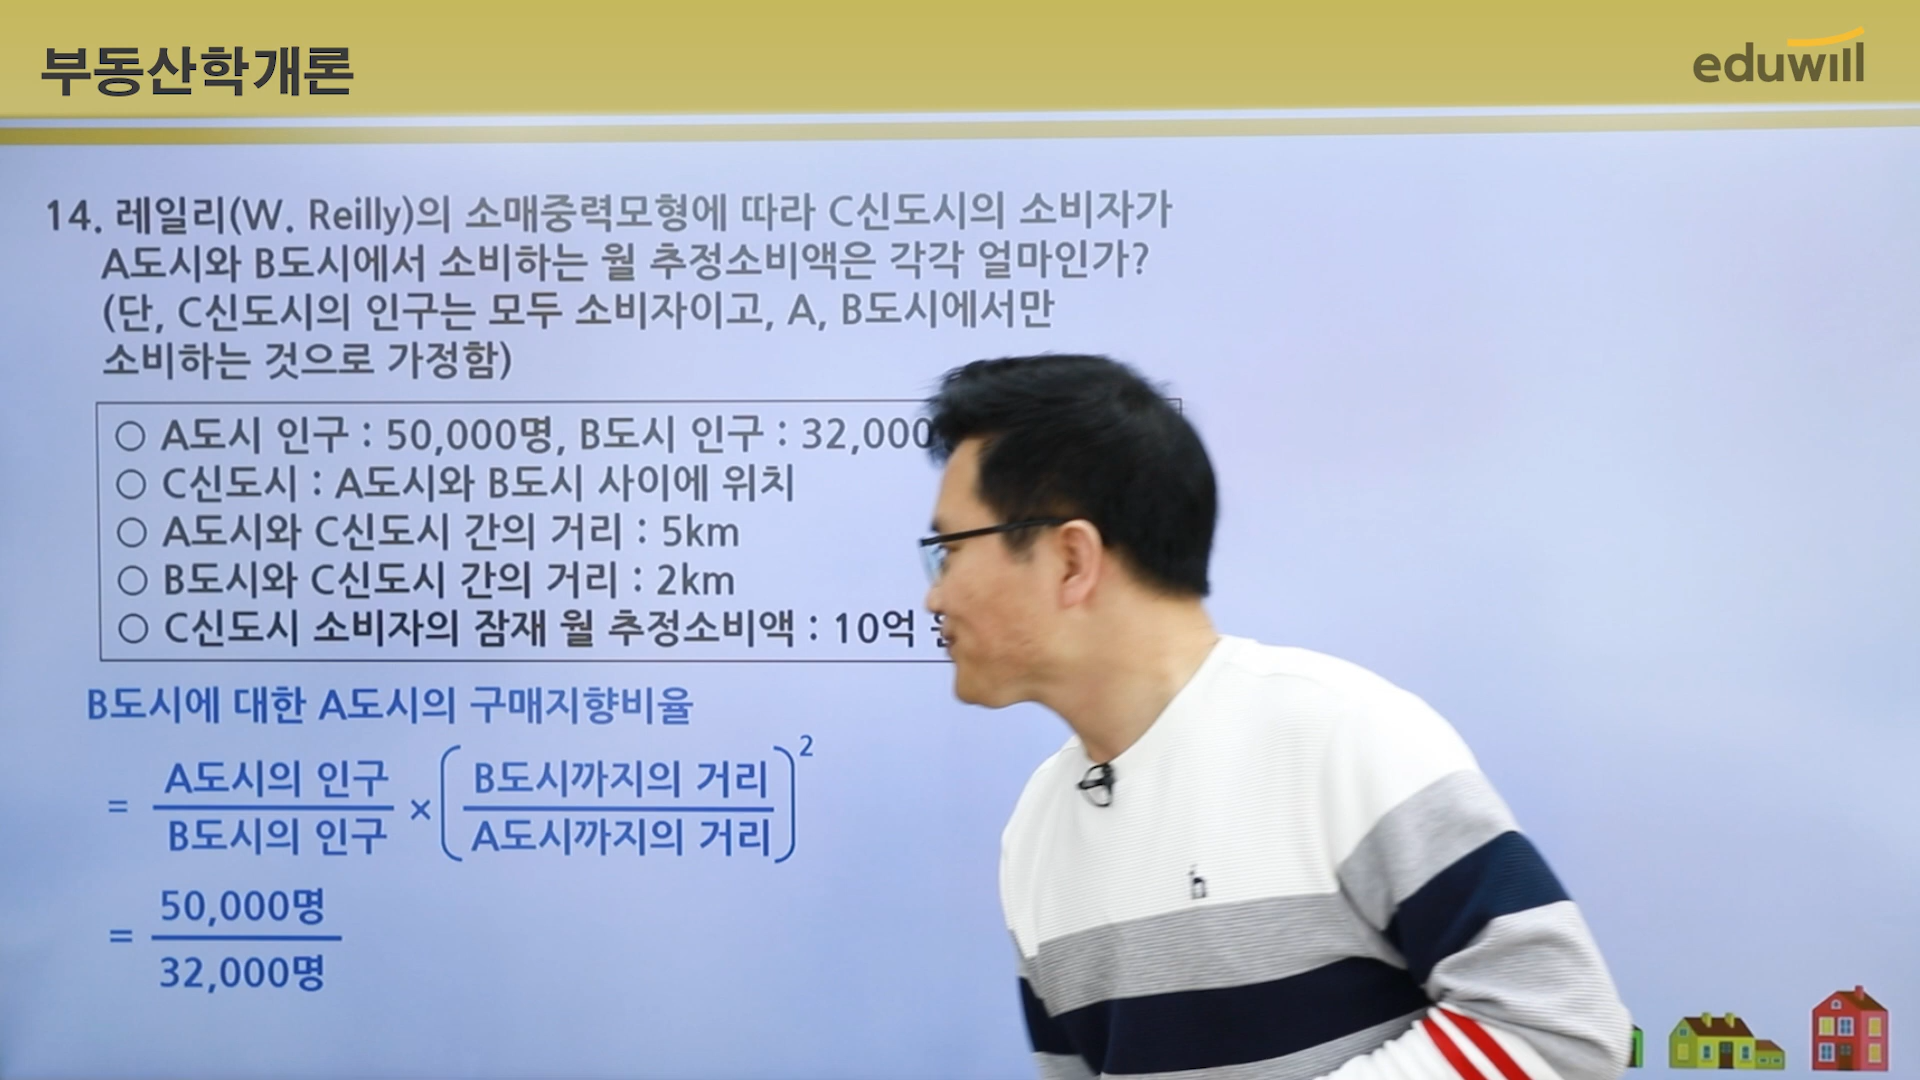 부동산학개론
eduwill
14. 레일리(W. Reilly)의 소매중력모형에 따라 C신도시의 소비자가
A도시와 B도시에서 소비하는 월 추정소비액은 각각 얼마인가?
(단, C신도시의 인구는 모두 소비자이고, A, B도시에서만
소비하는 것으로 가정함)
○ A도시 인구 : 50,000명, B도시 인구 : 32,000
○ C신도시 : A도시와 B도시 사이에 위치
○ A도시와 C신도시 간의 거리 : 5km
○ B도시와 C신도시 간의 거리 : 2km
○ C신도시 소비자의 잠재 월 추정소비액 : 10억
B도시에 대한 A도시의 구매지향비율
= A도시의 인구 / B도시의 인구 × ( B도시까지의 거리 / A도시까지의 거리 )²
= 50,000명 / 32,000명